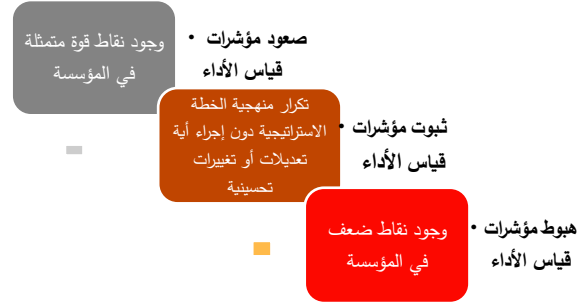 • صعود مؤشرات
قياس الأداء
وجود نقاط قوة متمثلة
في المؤسسة
• ثبوت مؤشرات
قياس الأداء
تكرار منهجية الخطة
الاستراتيجية دون إجراء أية
تعديلات أو تغييرات
تحسينية
• هبوط مؤشرات
قياس الأداء
وجود نقاط ضعف
في المؤسسة